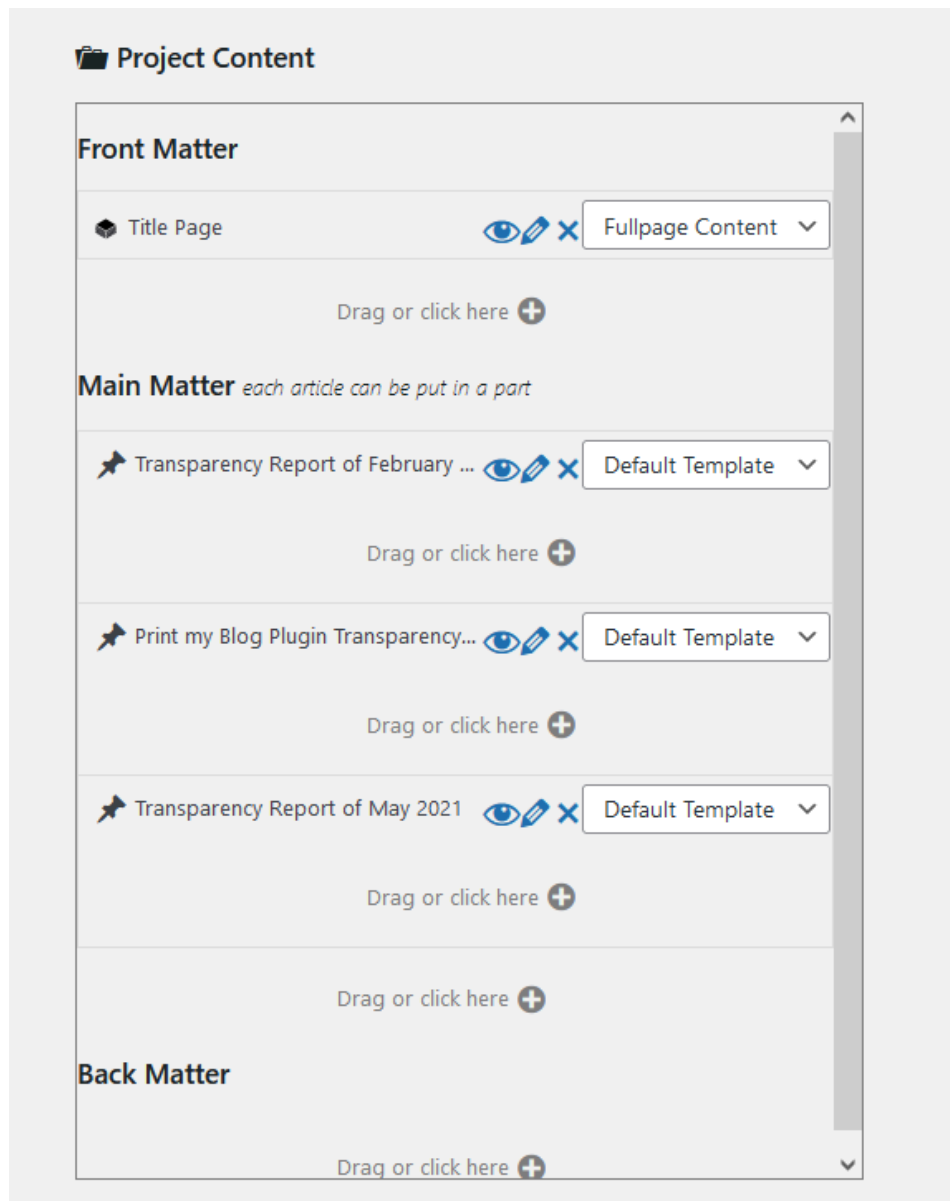 Project Content
Front Matter
Title Page Fullpage Content
Drag or click here
Main Matter each article can be put in a part
Transparency Report of February ... Default Template
Drag or click here
Print my Blog Plugin Transparency... Default Template
Drag or click here
Transparency Report of May 2021 Default Template
Drag or click here
Drag or click here
Back Matter
Drag or click here